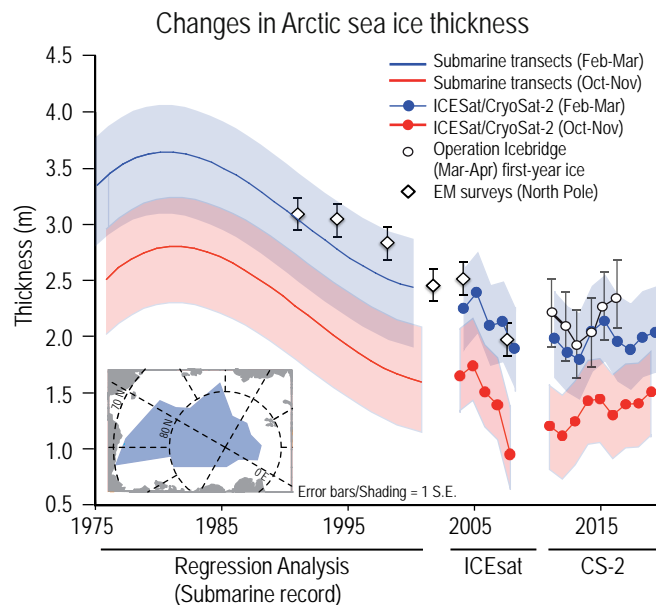 Changes in Arctic sea ice thickness
4.5
4.0
3.5
3.0
2.5
2.0
1.5
1.0
0.5
Thickness (m)
Submarine transects (Feb-Mar)
Submarine transects (Oct-Nov)
ICESat/CryoSat-2 (Feb-Mar)
ICESat/CryoSat-2 (Oct-Nov)
Operation Icebridge
(Mar-Apr) first-year ice
EM surveys (North Pole)
70 N
80 N
Error bars/Shading = 1 S.E.
1975
1985
1995
2005
2015
Regression Analysis
(Submarine record)
ICEsat
CS-2